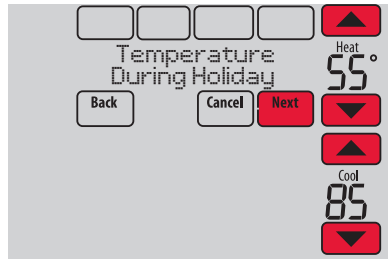 Temperature
During Holiday
Heat
55°
Back
Cancel
Next
Cool
85